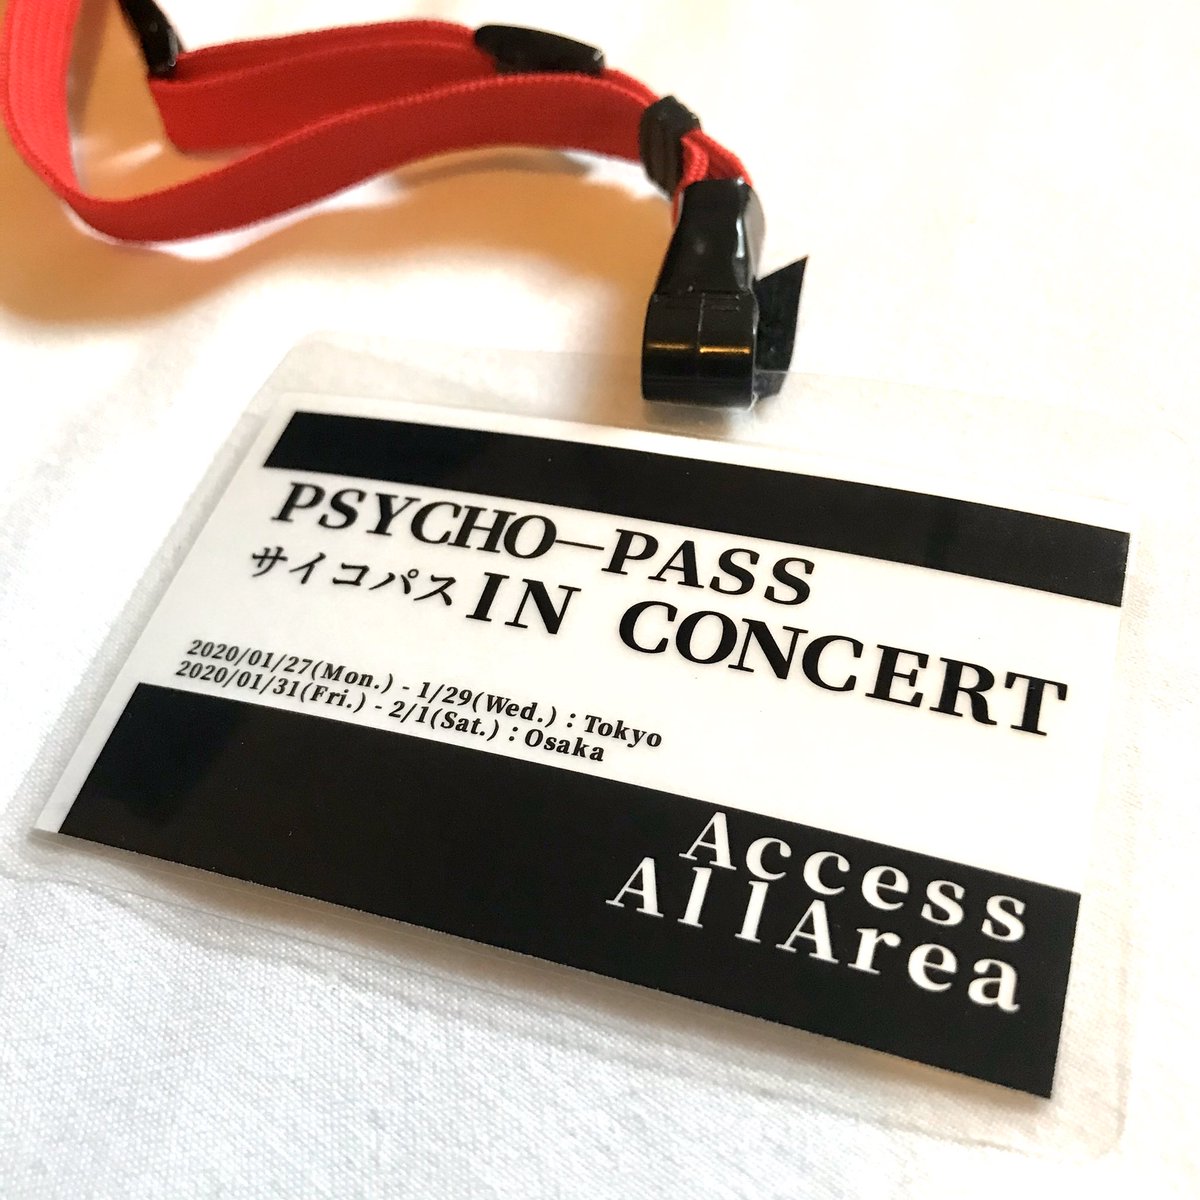 PSYCHO—PASS
サイコパス IN CONCERT
2020/01/27(Mon.) - 1/29(Wed.) : Tokyo
2020/01/31(Fri.) - 2/1(Sat.) : Osaka
Access
AllArea